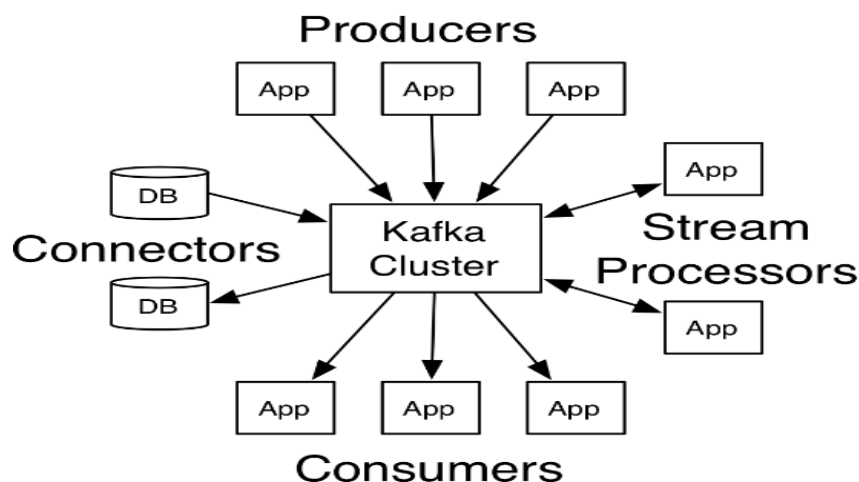 Producers
App
App
App
DB
App
Kafka
Cluster
Connectors
Stream
Processors
DB
App
App
App
App
Consumers